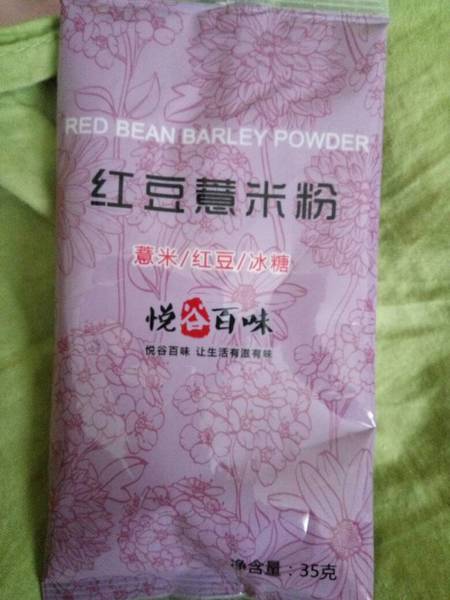 RED BEAN BARLEY POWDER
红豆薏米粉
薏米/红豆/冰糖
悦谷百味
悦谷百味 让生活有滋有味
净含量：35克